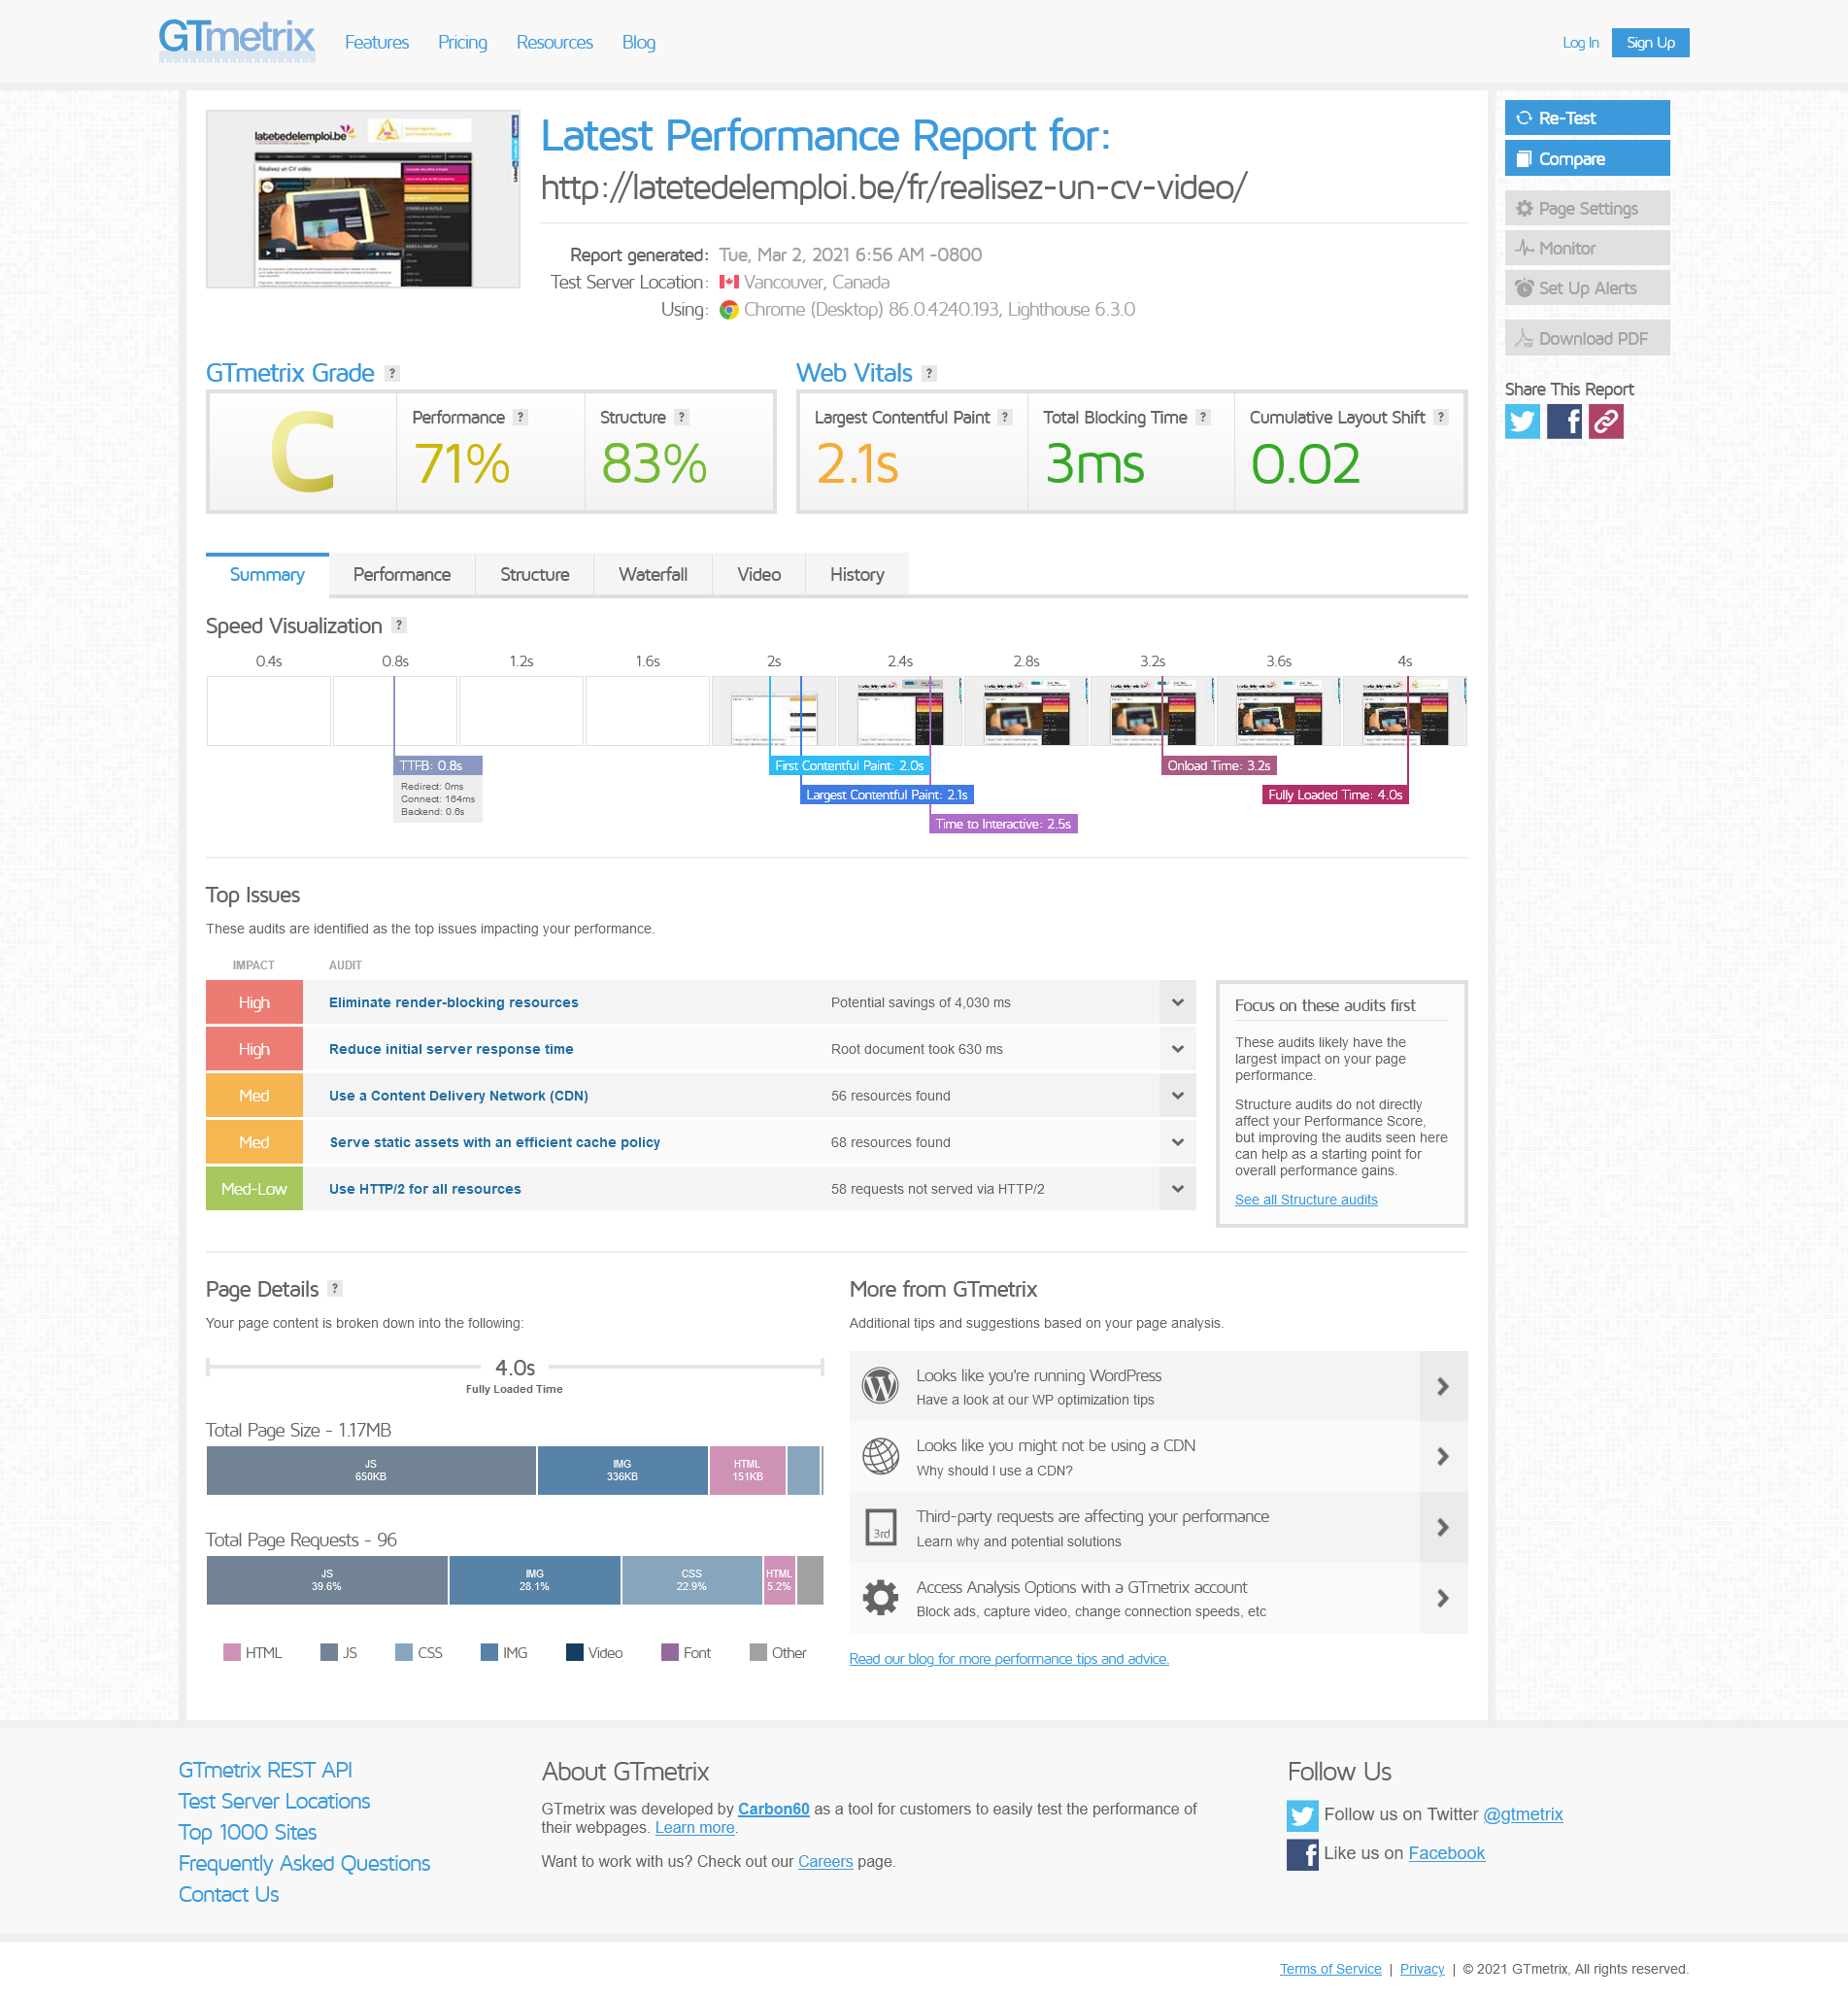 GTmetrix
Features
Pricing
Resources
Blog
Log In
Sign Up
latetedelemploi.be
Réalisez un CV vidéo
Latest Performance Report for:
http://latetedelemploi.be/fr/realisez-un-cv-video/
Report generated: Tue, Mar 2, 2021 6:56 AM -0800
Test Server Location: Vancouver, Canada
Using: Chrome (Desktop) 86.0.4240.193, Lighthouse 6.3.0
Re-Test
Compare
Page Settings
Monitor
Set Up Alerts
Download PDF
Share This Report
GTmetrix Grade ?
C
Performance ?
71%
Structure ?
83%
Web Vitals ?
Largest Contentful Paint ?
2.1s
Total Blocking Time ?
3ms
Cumulative Layout Shift ?
0.02
Summary
Performance
Structure
Waterfall
Video
History
Speed Visualization ?
0.4s
0.8s
1.2s
1.6s
2s
2.4s
2.8s
3.2s
3.6s
4s
TTFB: 0.8s
Redirect: 0ms
Connect: 164ms
Backend: 0.6s
First Contentful Paint: 2.0s
Largest Contentful Paint: 2.1s
Time to Interactive: 2.5s
Onload Time: 3.2s
Fully Loaded Time: 4.0s
Top Issues
These audits are identified as the top issues impacting your performance.
IMPACT AUDIT
High Eliminate render-blocking resources Potential savings of 4,030 ms
High Reduce initial server response time Root document took 630 ms
Med Use a Content Delivery Network (CDN) 56 resources found
Med Serve static assets with an efficient cache policy 68 resources found
Med-Low Use HTTP/2 for all resources 58 requests not served via HTTP/2
Focus on these audits first
These audits likely have the
largest impact on your page
performance.
Structure audits do not directly
affect your Performance Score,
but improving the audits seen here
can help as a starting point for
overall performance gains.
See all Structure audits
Page Details ?
Your page content is broken down into the following:
4.0s
Fully Loaded Time
Total Page Size - 1.17MB
JS
650KB
IMG
336KB
HTML
151KB
Total Page Requests - 96
JS
39.6%
IMG
28.1%
CSS
22.9%
HTML
5.2%
HTML
JS
CSS
IMG
Video
Font
Other
More from GTmetrix
Additional tips and suggestions based on your page analysis.
Looks like you're running WordPress
Have a look at our WP optimization tips
Looks like you might not be using a CDN
Why should I use a CDN?
3rd
Third-party requests are affecting your performance
Learn why and potential solutions
Access Analysis Options with a GTmetrix account
Block ads, capture video, change connection speeds, etc
Read our blog for more performance tips and advice.
GTmetrix REST API
Test Server Locations
Top 1000 Sites
Frequently Asked Questions
Contact Us
About GTmetrix
GTmetrix was developed by Carbon60 as a tool for customers to easily test the performance of
their webpages. Learn more.
Want to work with us? Check out our Careers page.
Follow Us
Follow us on Twitter @gtmetrix
Like us on Facebook
Terms of Service | Privacy | © 2021 GTmetrix, All rights reserved.